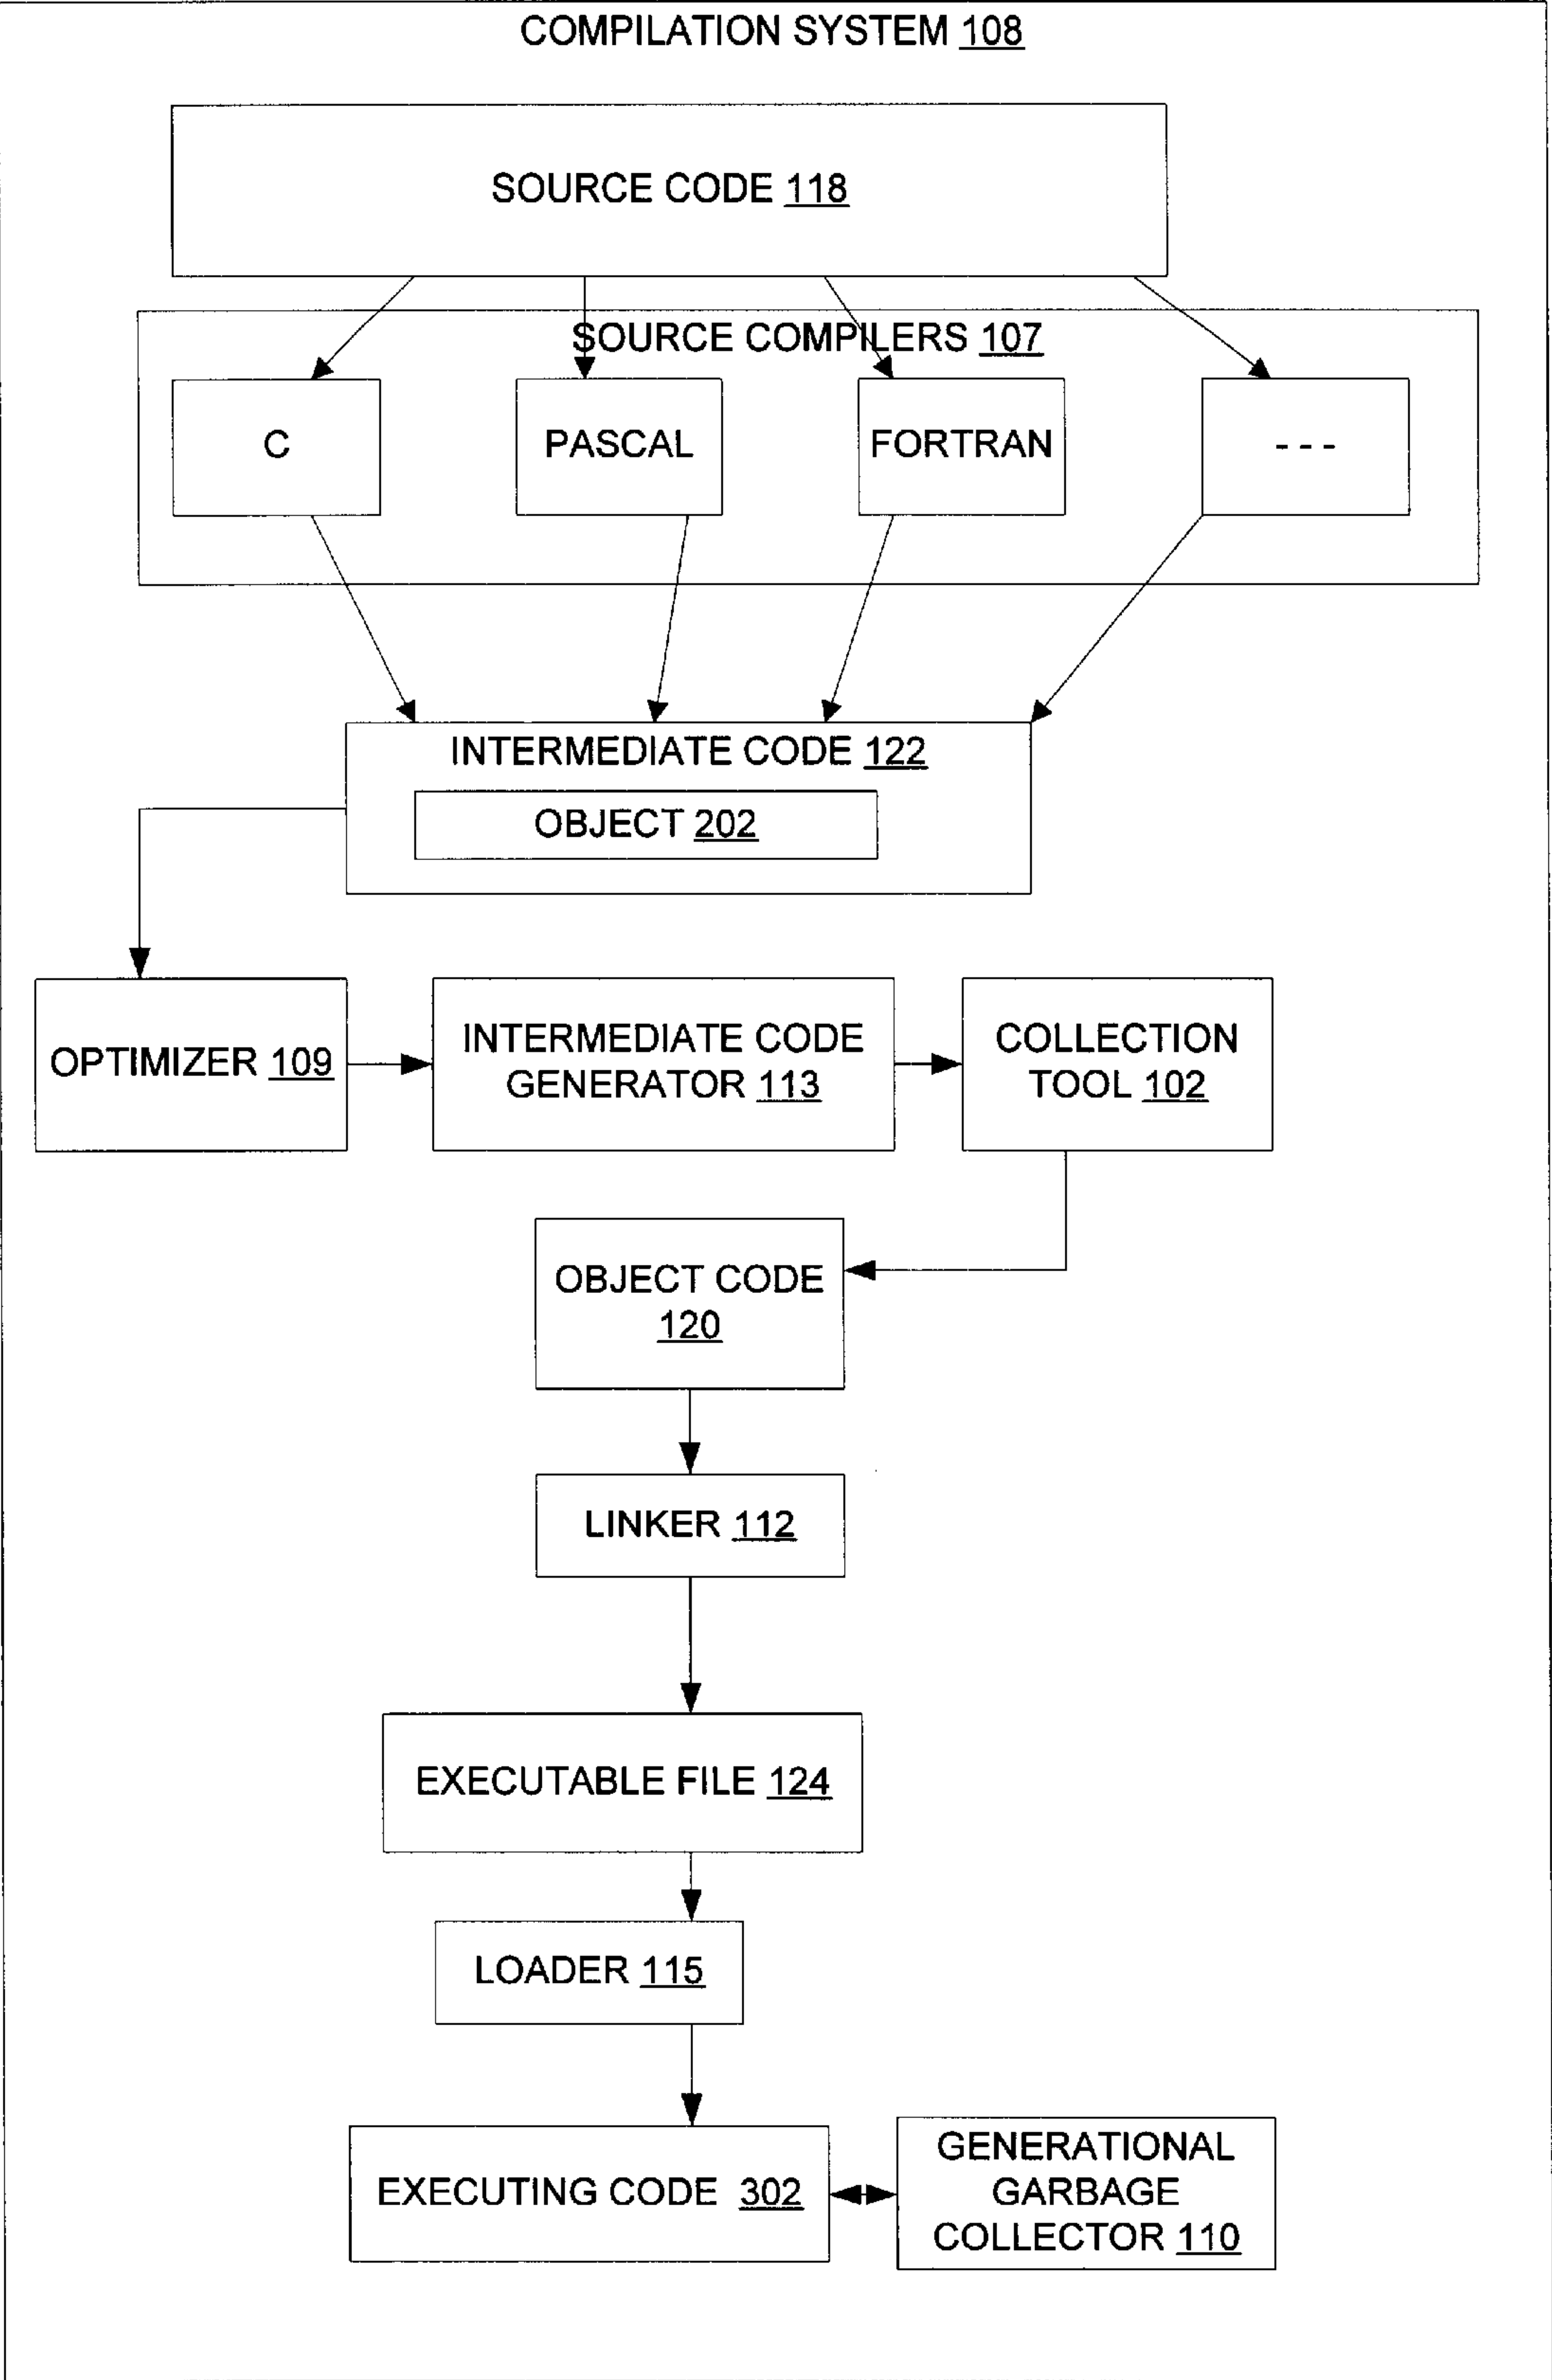 COMPILATION SYSTEM 108
SOURCE CODE 118
SOURCE COMPILERS 107
C
PASCAL
FORTRAN
- - -
INTERMEDIATE CODE 122
OBJECT 202
OPTIMIZER 109
INTERMEDIATE CODE
GENERATOR 113
COLLECTION
TOOL 102
OBJECT CODE
120
LINKER 112
EXECUTABLE FILE 124
LOADER 115
EXECUTING CODE 302
GENERATIONAL
GARBAGE
COLLECTOR 110